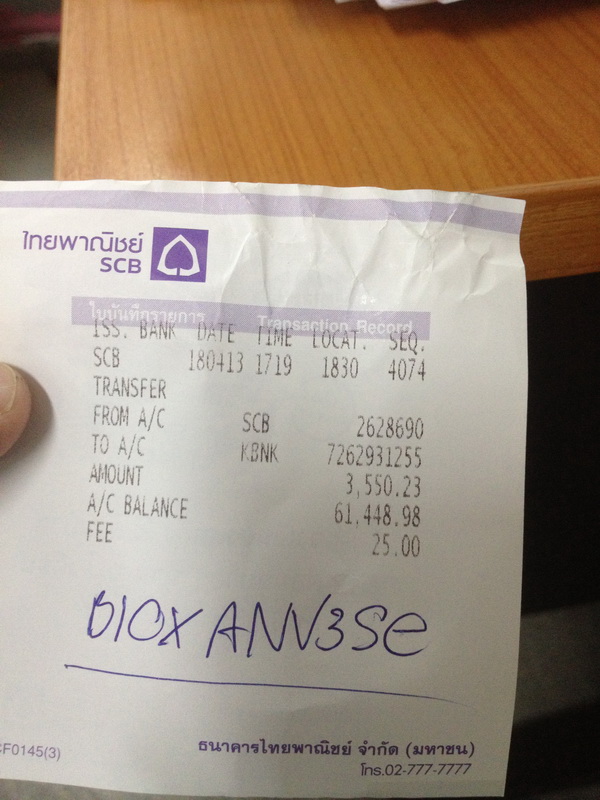 ไทยพาณิชย์
SCB
ใบบันทึกรายการ Transaction Record
ISS. BANK DATE TIME LOCAT. SEQ.
SCB 180413 1719 1830 4074
TRANSFER
FROM A/C SCB 2628690
TO A/C KBNK 7262931255
AMOUNT 3,550.23
A/C BALANCE 61,448.98
FEE 25.00
BIOX ANV3Se
CF0145(3) ธนาคารไทยพาณิชย์ จำกัด (มหาชน)
โทร.02-777-7777